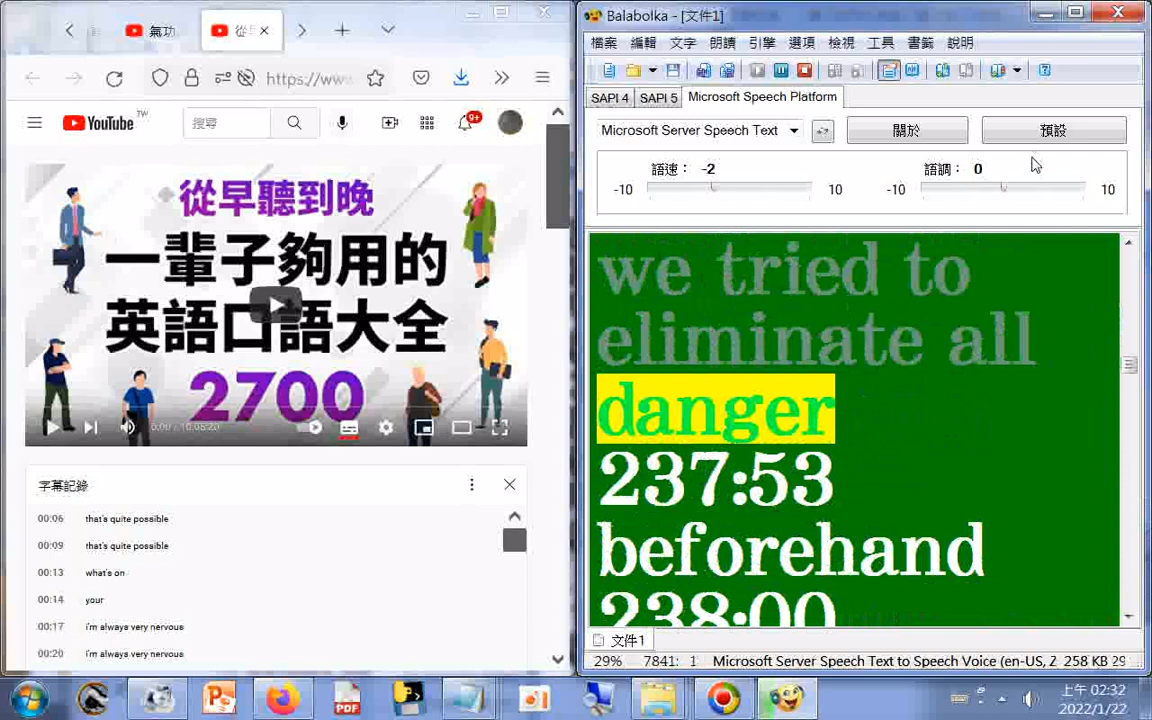 氣功
從
https://www
YouTube TW
搜尋
9+
從早聽到晚
一輩子夠用的
英語口語大全
2700
0:00 / 10:05:20
字幕記錄
00:06 that's quite possible
00:09 that's quite possible
00:13 what's on
00:14 your
00:17 i'm always very nervous
00:20 i'm always very nervous
Balabolka - [文件1]
檔案 編輯 文字 朗讀 引擎 選項 檢視 工具 書籤 說明
SAPI 4 SAPI 5 Microsoft Speech Platform
Microsoft Server Speech Text 關於 預設
語速： -2 語調： 0
-10 10 -10 10
we tried to
eliminate all
danger
237:53
beforehand
238:00
文件1
29% 7841: 1 Microsoft Server Speech Text to Speech Voice (en-US, Z 258 KB 29
PDF
上午 02:32
2022/1/22